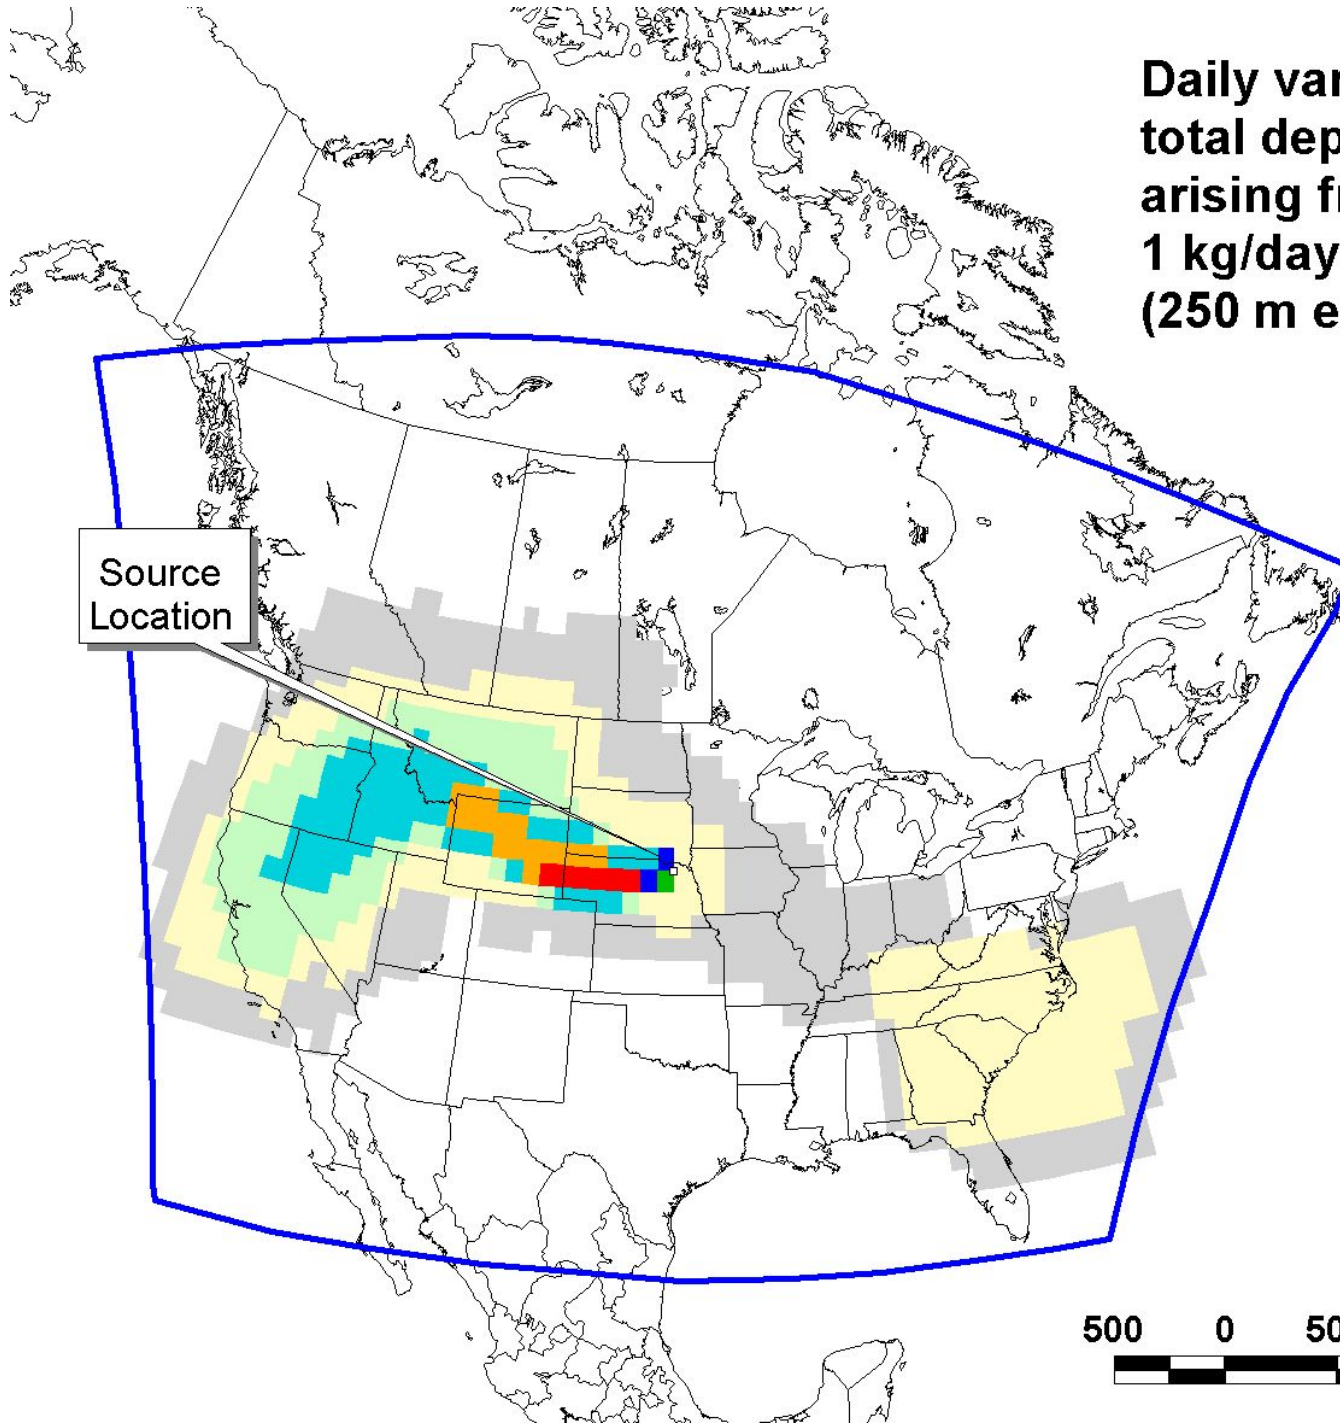 Daily var
total dep
arising fr
1 kg/day
(250 m e
Source
Location
500 0 50